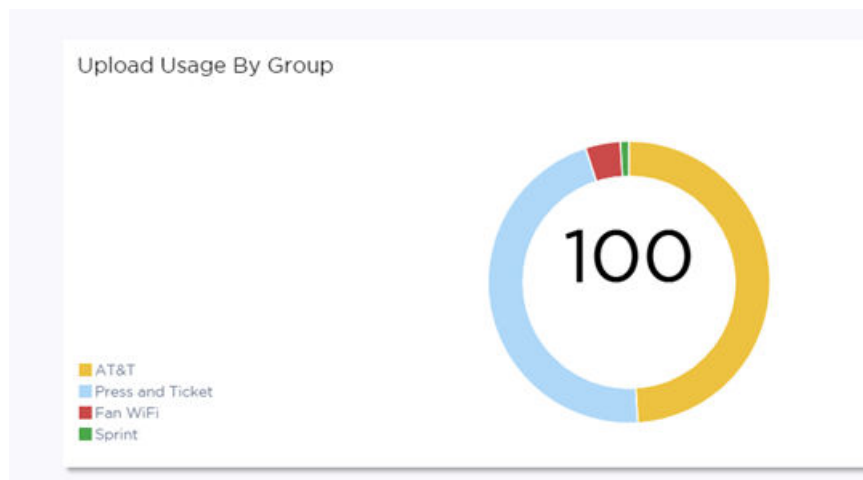 Upload Usage By Group
100
AT&T
Press and Ticket
Fan WiFi
Sprint